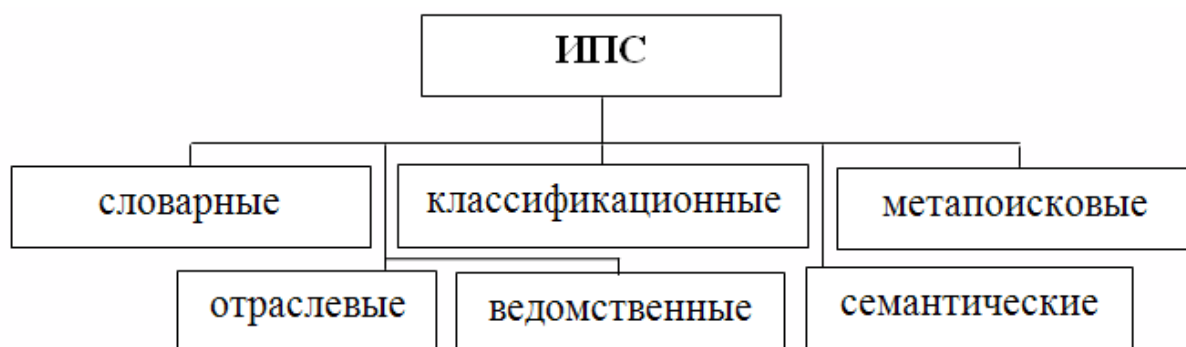 ИПС
словарные
классификационные
метапоисковые
отраслевые
ведомственные
семантические